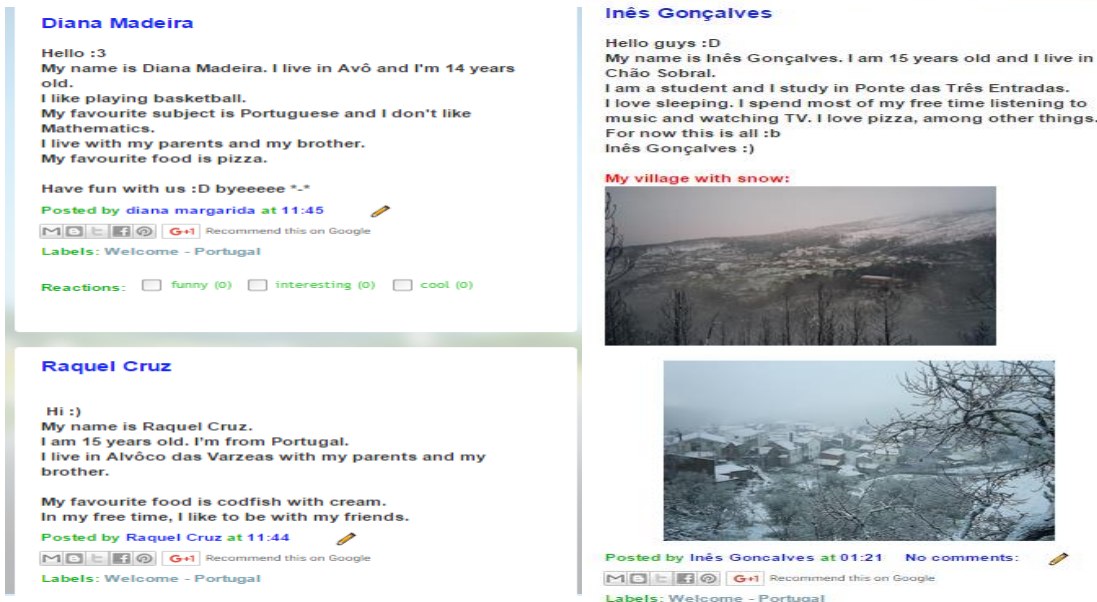 Diana Madeira
Hello :3
My name is Diana Madeira. I live in Avô and I'm 14 years
old.
I like playing basketball.
My favourite subject is Portuguese and I don't like
Mathematics.
I live with my parents and my brother.
My favourite food is pizza.
Have fun with us :D byeeeee *-*
Posted by diana margarida at 11:45
G+1 Recommend this on Google
Labels: Welcome - Portugal
Reactions: funny (0) interesting (0) cool (0)
Raquel Cruz
Hi :)
My name is Raquel Cruz.
I am 15 years old. I'm from Portugal.
I live in Alvôco das Varzeas with my parents and my
brother.
My favourite food is codfish with cream.
In my free time, I like to be with my friends.
Posted by Raquel Cruz at 11:44
G+1 Recommend this on Google
Labels: Welcome - Portugal
Inês Gonçalves
Hello guys :D
My name is Inês Gonçalves. I am 15 years old and I live in
Chão Sobral.
I am a student and I study in Ponte das Três Entradas.
I love sleeping. I spend most of my free time listening to
music and watching TV. I love pizza, among other things.
For now this is all :b
Inês Gonçalves :)
My village with snow:
Posted by Inês Goncalves at 01:21 No comments:
G+1 Recommend this on Google
Labels: Welcome - Portugal